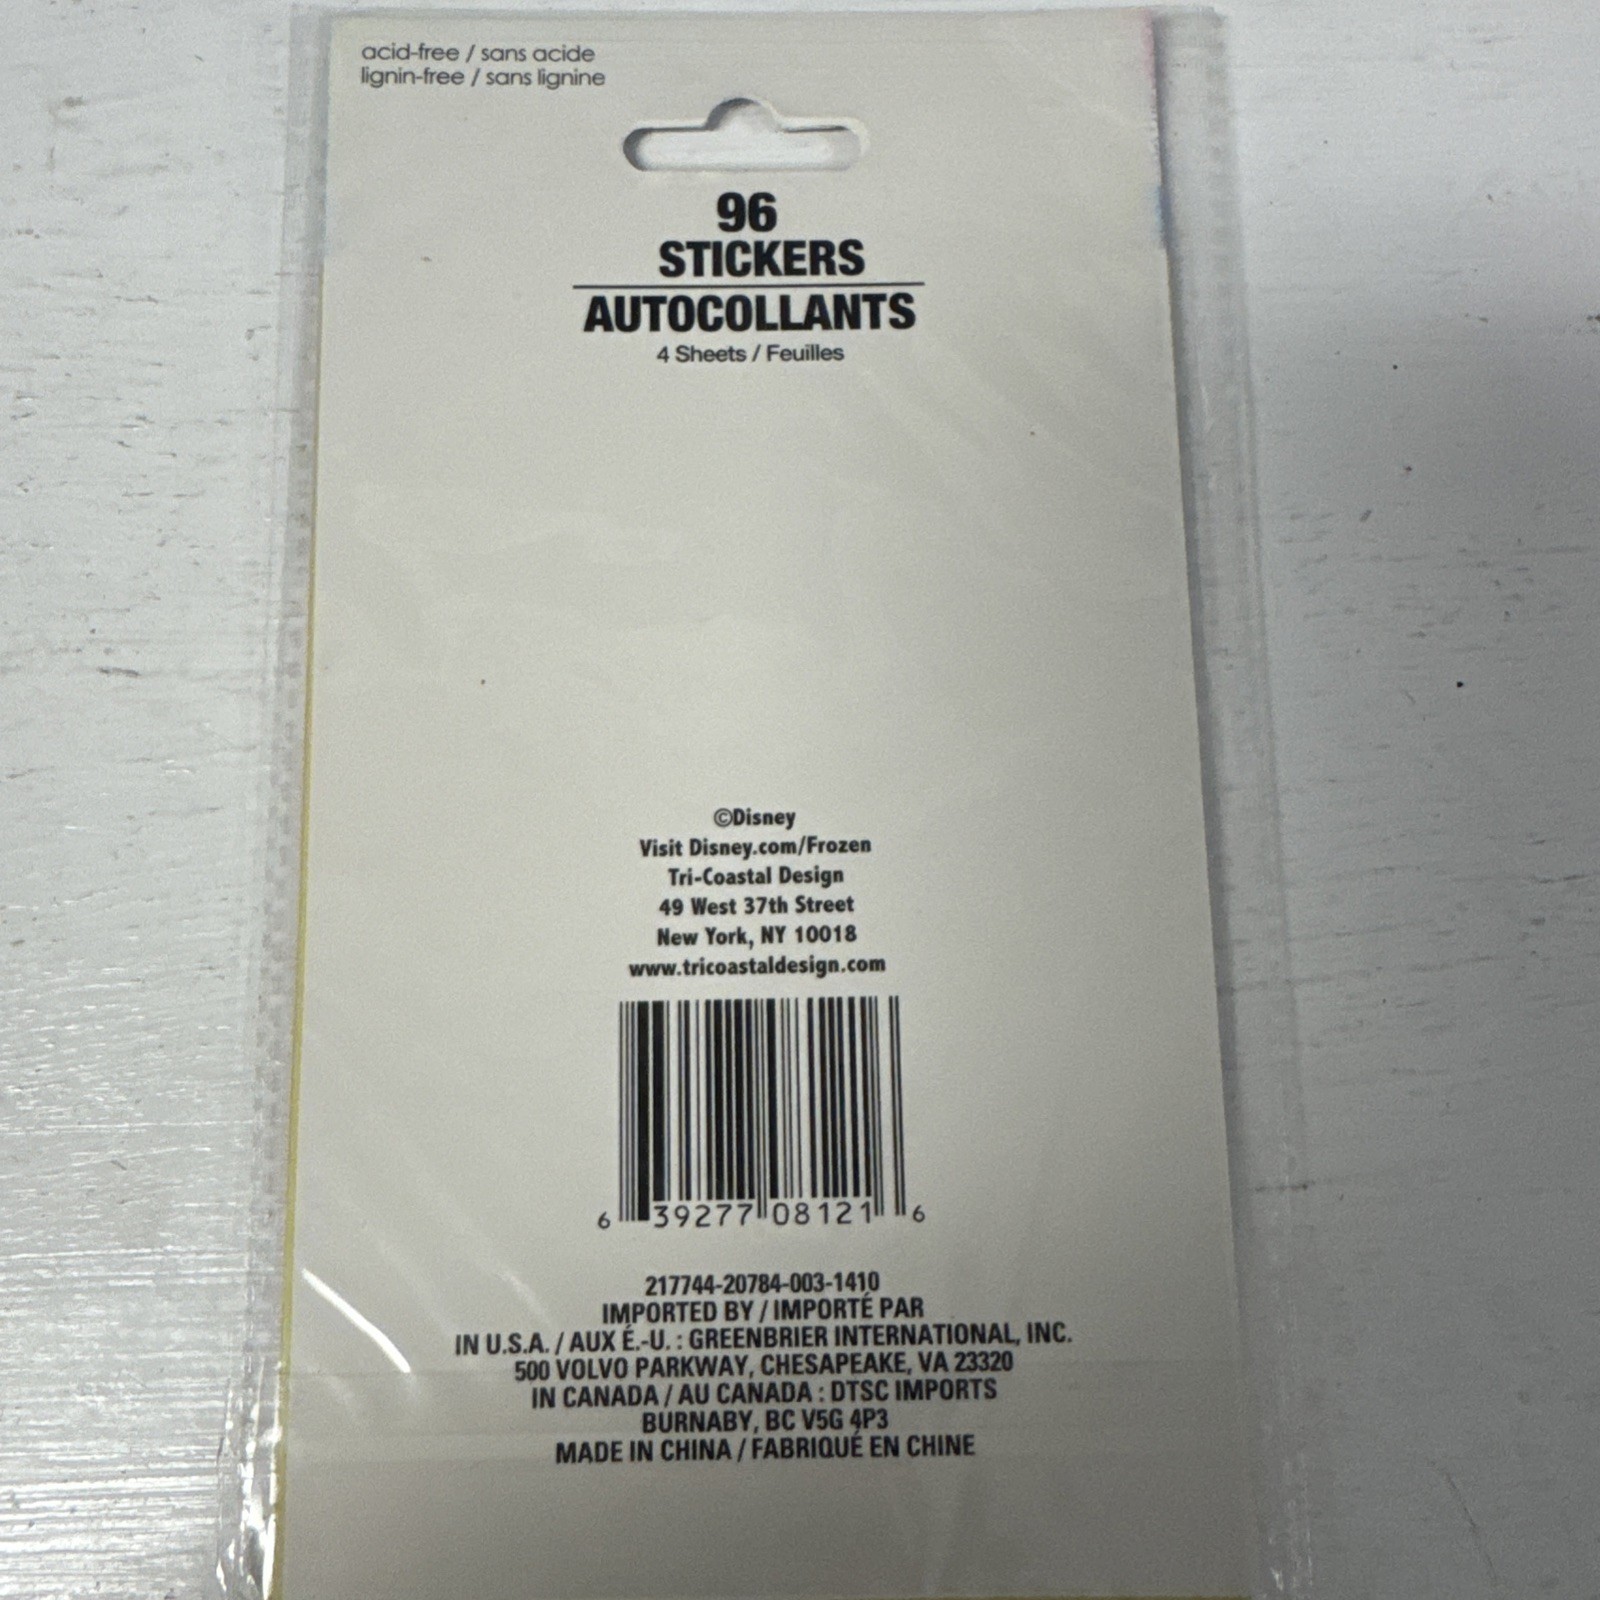 acid-free / sans acide
lignin-free / sans lignine
96
STICKERS
AUTOCOLLANTS
4 Sheets / Feuilles
©Disney
Visit Disney.com/Frozen
Tri-Coastal Design
49 West 37th Street
New York, NY 10018
www.tricoastaldesign.com
6 39277 08121 6
217744-20784-003-1410
IMPORTED BY / IMPORTÉ PAR
IN U.S.A. / AUX É.-U. : GREENBRIER INTERNATIONAL, INC.
500 VOLVO PARKWAY, CHESAPEAKE, VA 23320
IN CANADA / AU CANADA : DTSC IMPORTS
BURNABY, BC V5G 4P3
MADE IN CHINA / FABRIQUÉ EN CHINE